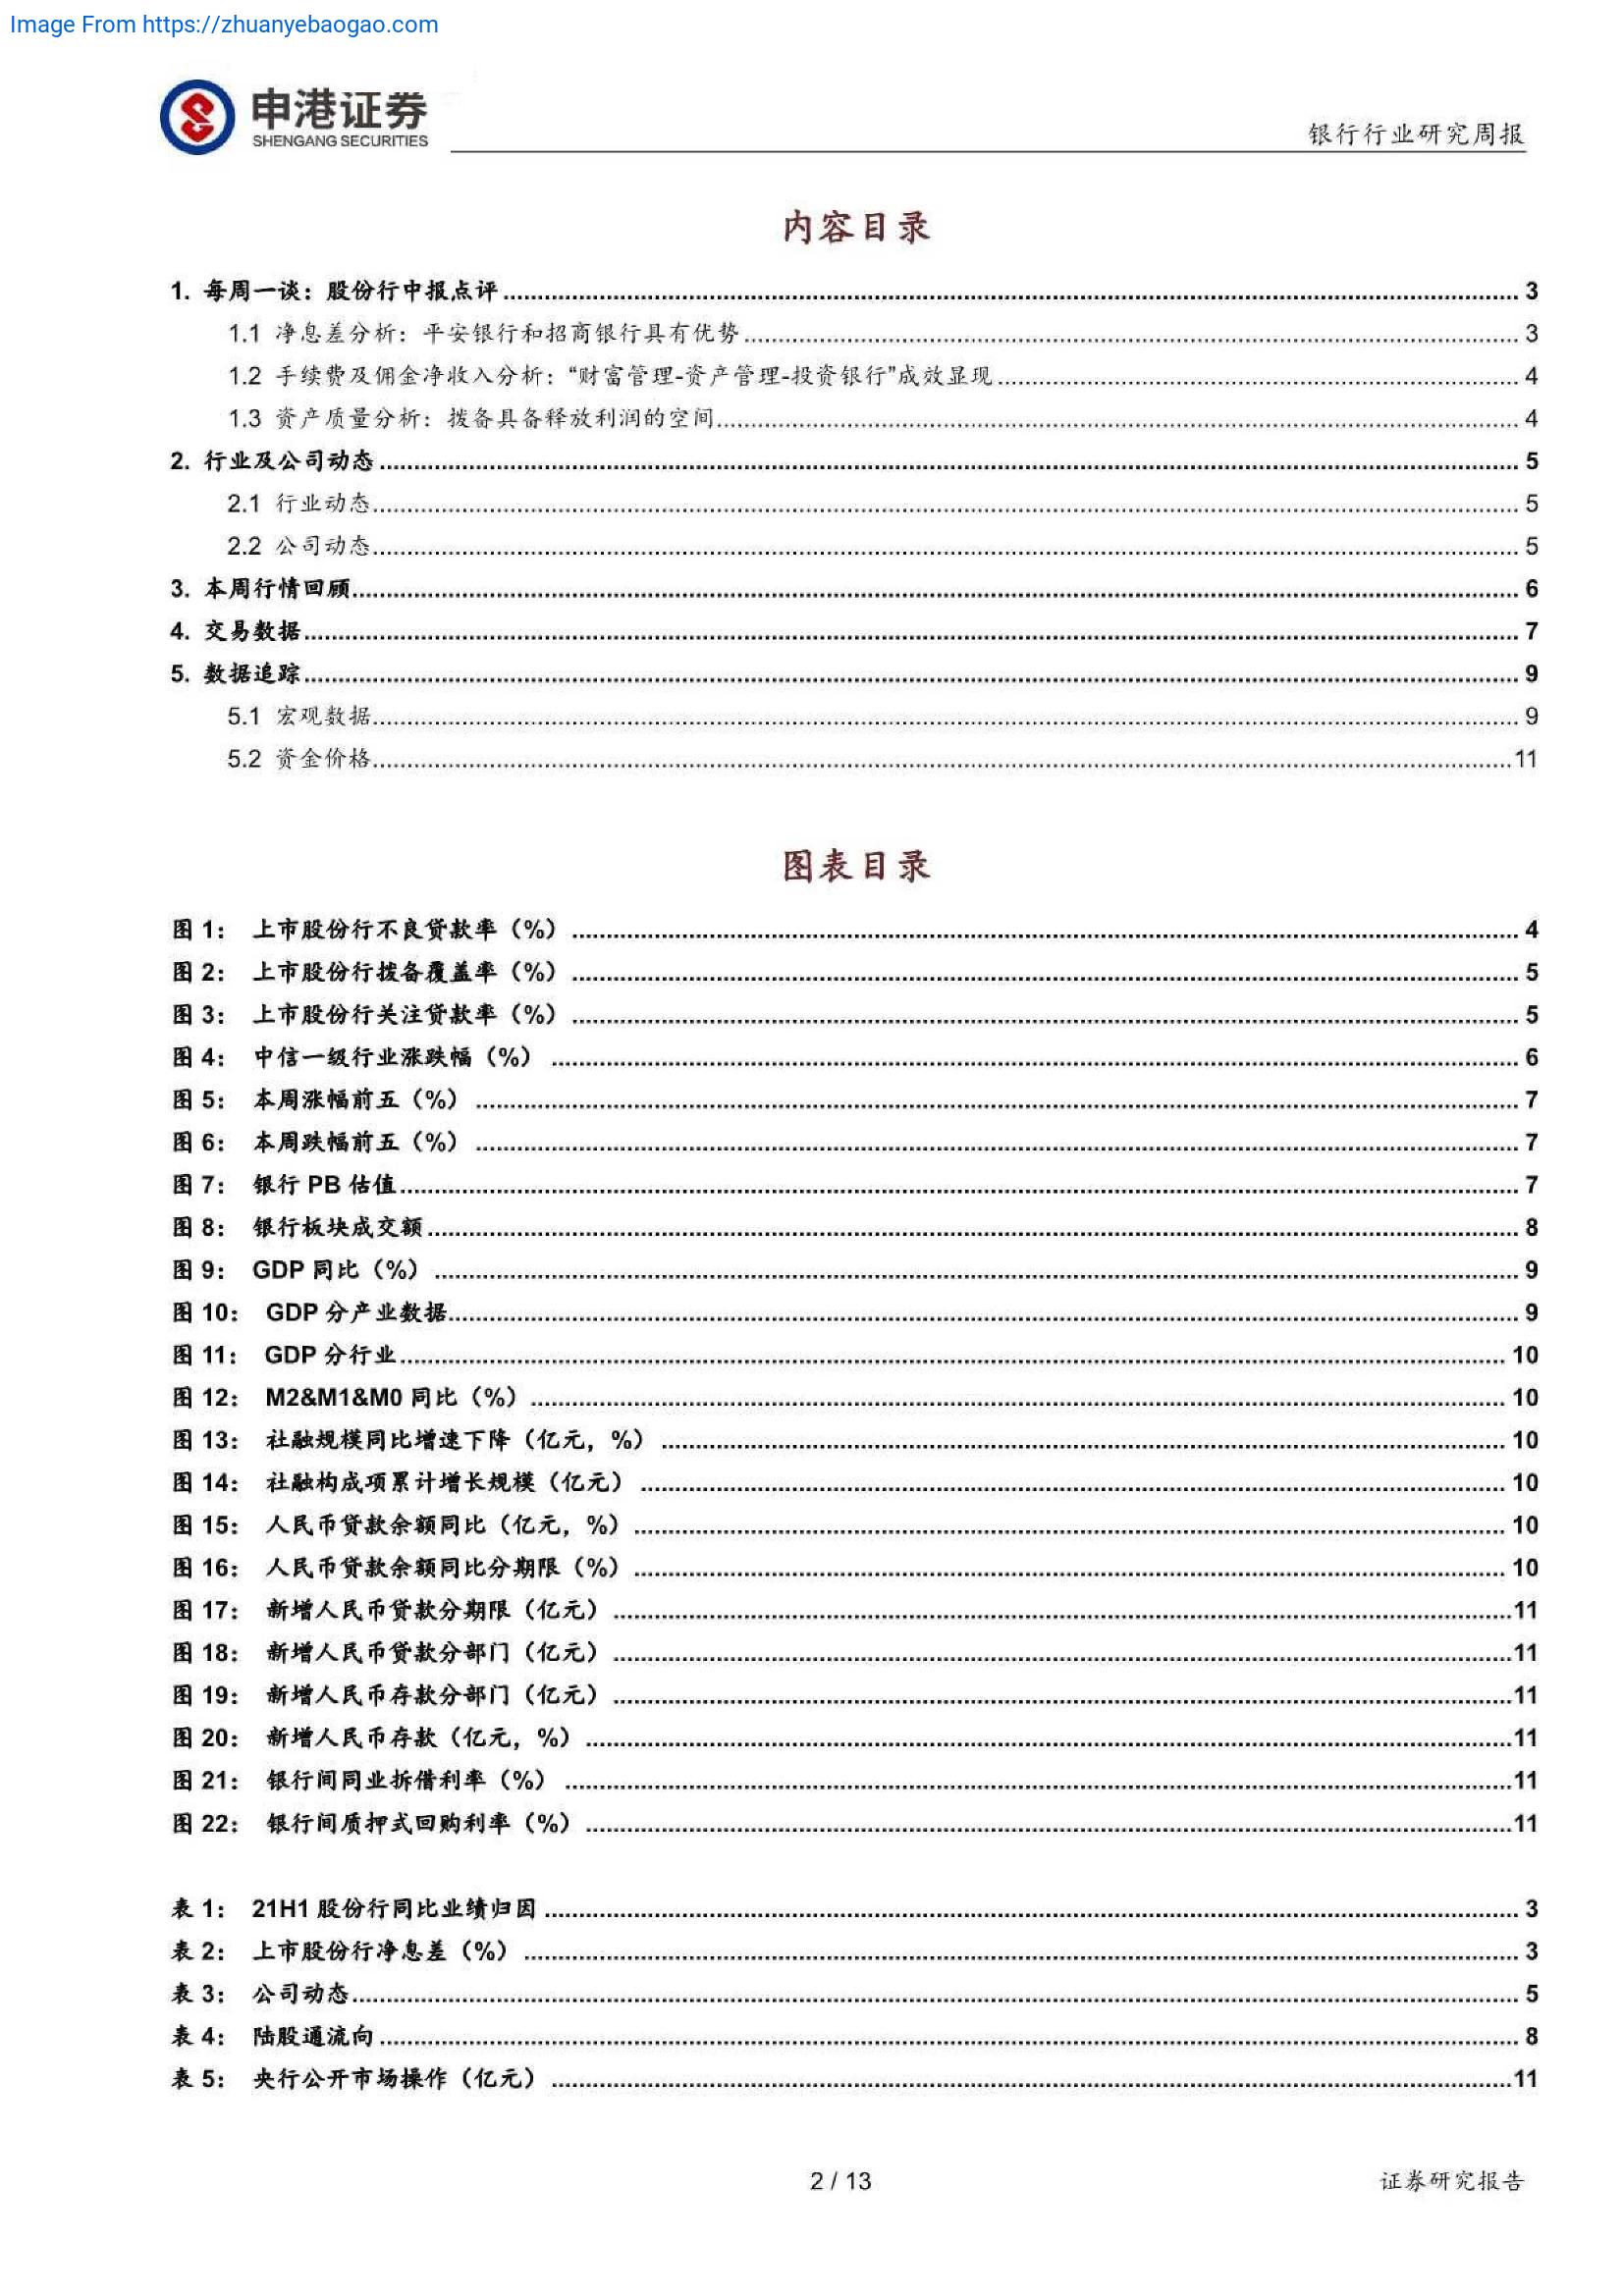 Image From https://zhuanyebaogao.com
申港证券
SHENGANG SECURITIES
银行行业研究周报
内容目录
1. 每周一谈：股份行中报点评 3
1.1 净息差分析：平安银行和招商银行具有优势 3
1.2 手续费及佣金净收入分析：“财富管理-资产管理-投资银行”成效显现 4
1.3 资产质量分析：拨备具备释放利润的空间 4
2. 行业及公司动态 5
2.1 行业动态 5
2.2 公司动态 5
3. 本周行情回顾 6
4. 交易数据 7
5. 数据追踪 9
5.1 宏观数据 9
5.2 资金价格 11
图表目录
图 1： 上市股份行不良贷款率（%） 4
图 2： 上市股份行拨备覆盖率（%） 5
图 3： 上市股份行关注贷款率（%） 5
图 4： 中信一级行业涨跌幅（%） 6
图 5： 本周涨幅前五（%） 7
图 6： 本周跌幅前五（%） 7
图 7： 银行 PB 估值 7
图 8： 银行板块成交额 8
图 9： GDP 同比（%） 9
图 10： GDP 分产业数据 9
图 11： GDP 分行业 10
图 12： M2&M1&M0 同比（%） 10
图 13： 社融规模同比增速下降（亿元，%） 10
图 14： 社融构成项累计增长规模（亿元） 10
图 15： 人民币贷款余额同比（亿元，%） 10
图 16： 人民币贷款余额同比分期限（%） 10
图 17： 新增人民币贷款分期限（亿元） 11
图 18： 新增人民币贷款分部门（亿元） 11
图 19： 新增人民币存款分部门（亿元） 11
图 20： 新增人民币存款（亿元，%） 11
图 21： 银行间同业拆借利率（%） 11
图 22： 银行间质押式回购利率（%） 11
表 1： 21H1 股份行同比业绩归因 3
表 2： 上市股份行净息差（%） 3
表 3： 公司动态 5
表 4： 陆股通流向 8
表 5： 央行公开市场操作（亿元） 11
2 / 13
证券研究报告